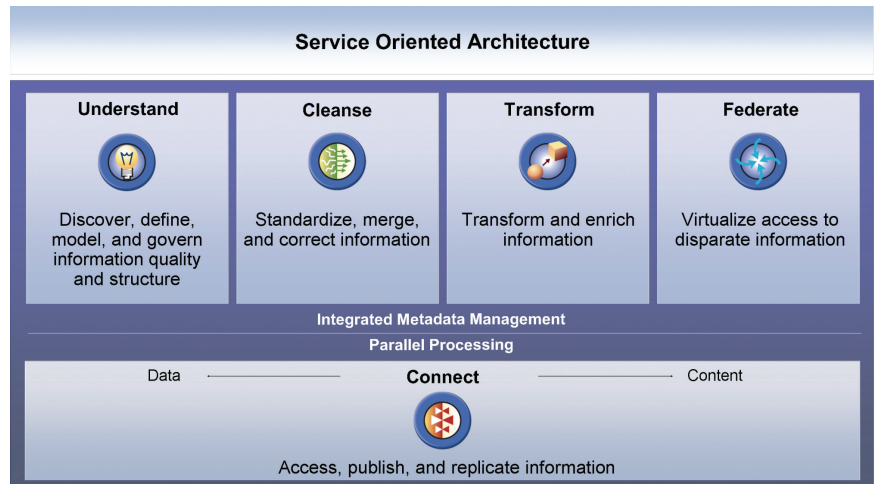 Service Oriented Architecture
Understand
Discover, define,
model, and govern
information quality
and structure
Cleanse
Standardize, merge,
and correct information
Transform
Transform and enrich
information
Federate
Virtualize access to
disparate information
Integrated Metadata Management
Parallel Processing
Data
Connect
Content
Access, publish, and replicate information